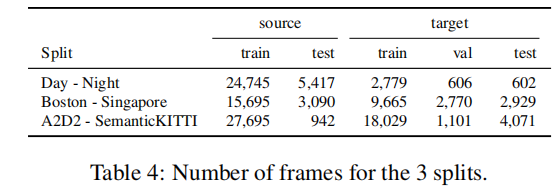 source target
Split train test train val test
Day - Night 24,745 5,417 2,779 606 602
Boston - Singapore 15,695 3,090 9,665 2,770 2,929
A2D2 - SemanticKITTI 27,695 942 18,029 1,101 4,071
Table 4: Number of frames for the 3 splits.